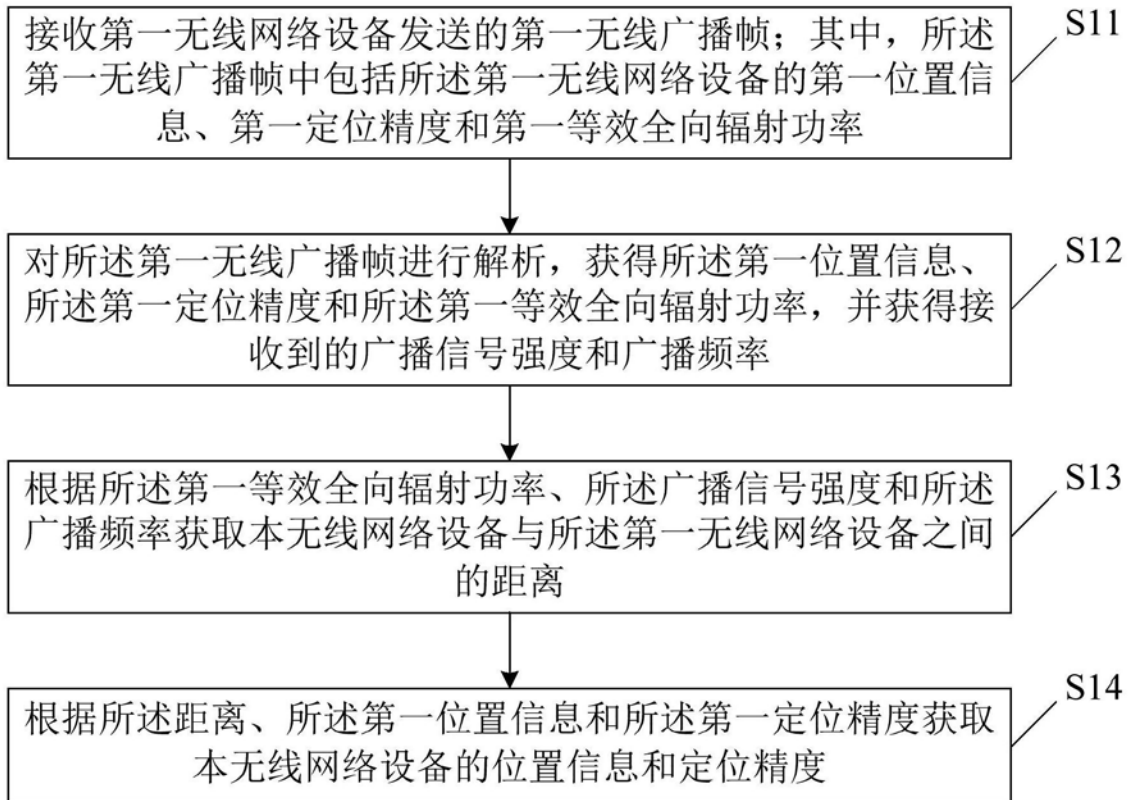 接收第一无线网络设备发送的第一无线广播帧；其中，所述
第一无线广播帧中包括所述第一无线网络设备的第一位置信
息、第一定位精度和第一等效全向辐射功率
S11
对所述第一无线广播帧进行解析，获得所述第一位置信息、
所述第一定位精度和所述第一等效全向辐射功率，并获得接
收到的广播信号强度和广播频率
S12
根据所述第一等效全向辐射功率、所述广播信号强度和所述
广播频率获取本无线网络设备与所述第一无线网络设备之间
的距离
S13
根据所述距离、所述第一位置信息和所述第一定位精度获取
本无线网络设备的位置信息和定位精度
S14